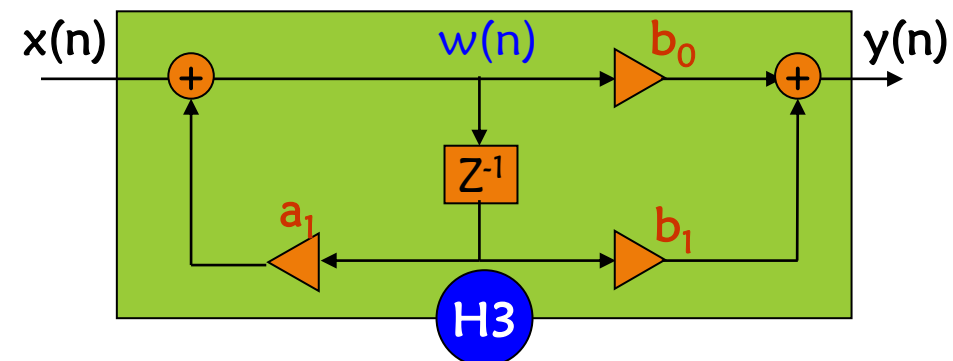 x(n) w(n) b₀ y(n)
+ +
Z⁻¹
a₁ b₁
H3